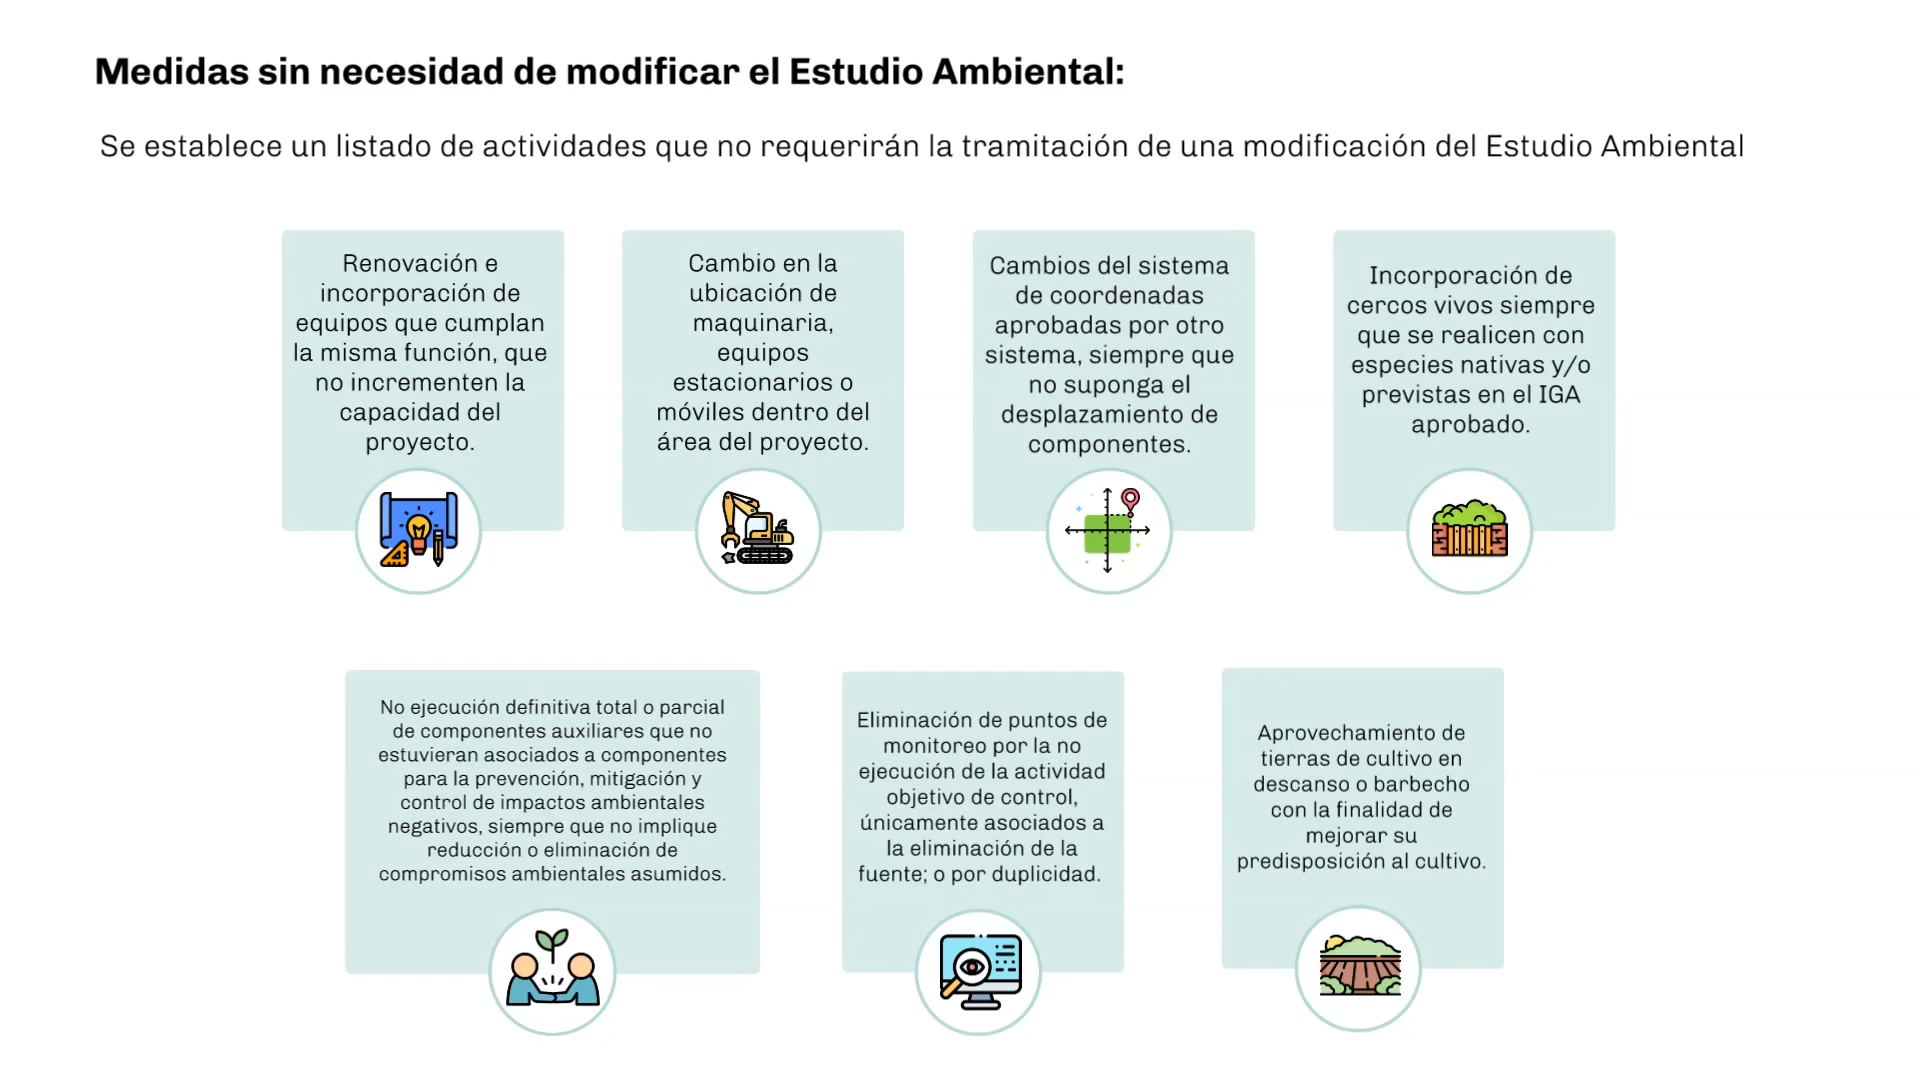 Medidas sin necesidad de modificar el Estudio Ambiental:
Se establece un listado de actividades que no requerirán la tramitación de una modificación del Estudio Ambiental
Renovación e
incorporación de
equipos que cumplan
la misma función, que
no incrementen la
capacidad del
proyecto.
Cambio en la
ubicación de
maquinaria,
equipos
estacionarios o
móviles dentro del
área del proyecto.
Cambios del sistema
de coordenadas
aprobadas por otro
sistema, siempre que
no suponga el
desplazamiento de
componentes.
Incorporación de
cercos vivos siempre
que se realicen con
especies nativas y/o
previstas en el IGA
aprobado.
No ejecución definitiva total o parcial
de componentes auxiliares que no
estuvieran asociados a componentes
para la prevención, mitigación y
control de impactos ambientales
negativos, siempre que no implique
reducción o eliminación de
compromisos ambientales asumidos.
Eliminación de puntos de
monitoreo por la no
ejecución de la actividad
objetivo de control,
únicamente asociados a
la eliminación de la
fuente; o por duplicidad.
Aprovechamiento de
tierras de cultivo en
descanso o barbecho
con la finalidad de
mejorar su
predisposición al cultivo.